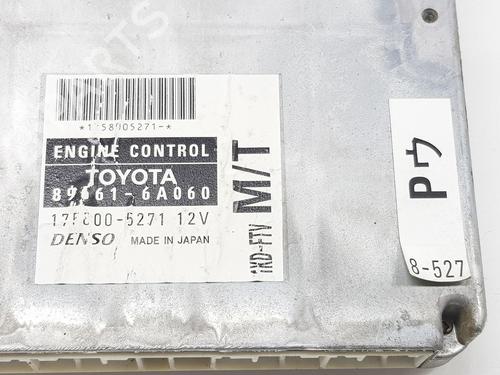 *1758005271-*
ENGINE CONTROL
TOYOTA
89661-6A060
175800-5271 12V
DENSO MADE IN JAPAN
M/T
1KD-FTV
Pウ
8-527
PARTS